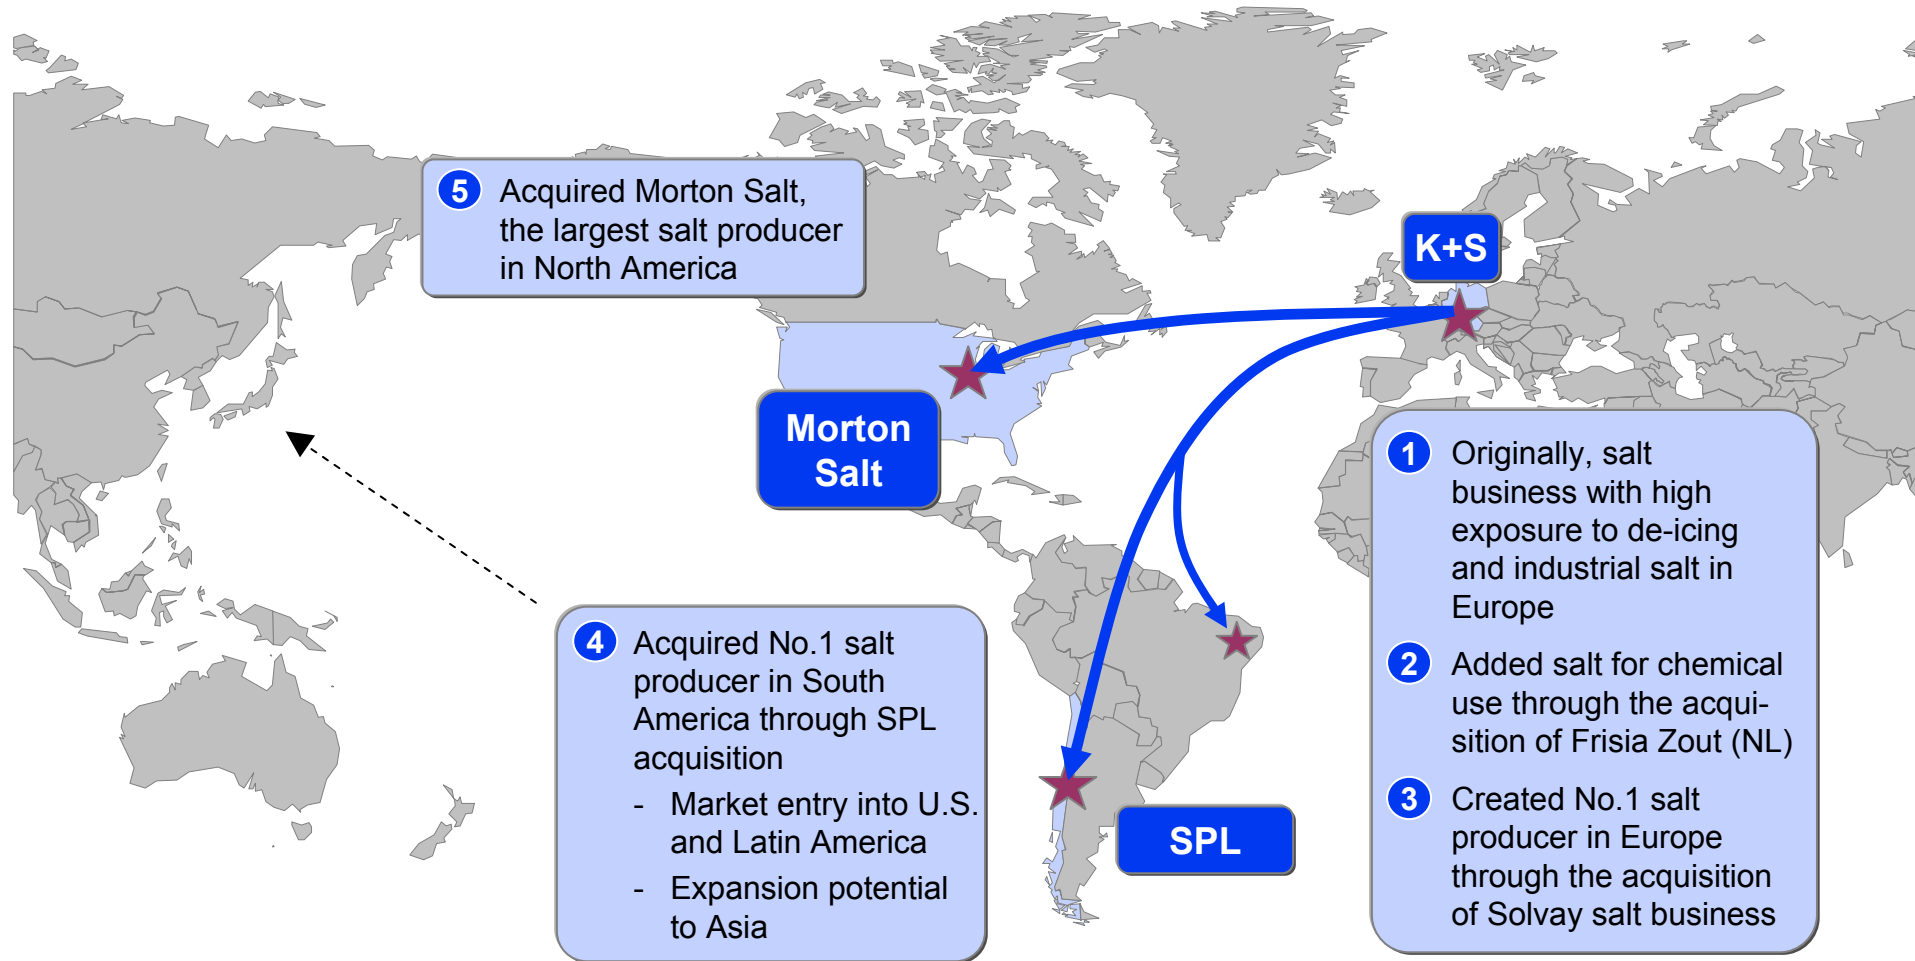 5 Acquired Morton Salt,
the largest salt producer
in North America
K+S
Morton
Salt
1 Originally, salt
business with high
exposure to de-icing
and industrial salt in
Europe
2 Added salt for chemical
use through the acqui-
sition of Frisia Zout (NL)
3 Created No.1 salt
producer in Europe
through the acquisition
of Solvay salt business
4 Acquired No.1 salt
producer in South
America through SPL
acquisition
- Market entry into U.S.
and Latin America
- Expansion potential
to Asia
SPL